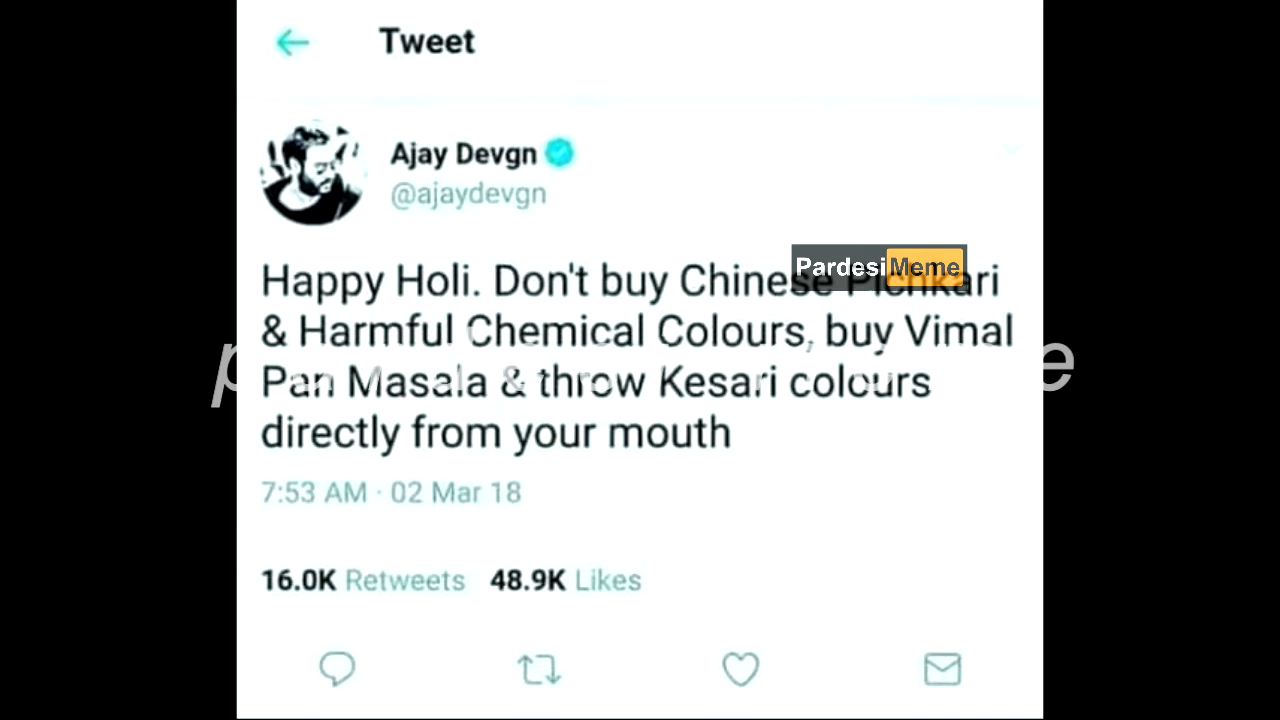 Tweet
Ajay Devgn
@ajaydevgn
PardesiMeme
Happy Holi. Don't buy Chinese Pichkari
& Harmful Chemical Colours, buy Vimal
Pan Masala & throw Kesari colours
directly from your mouth
7:53 AM · 02 Mar 18
16.0K Retweets 48.9K Likes